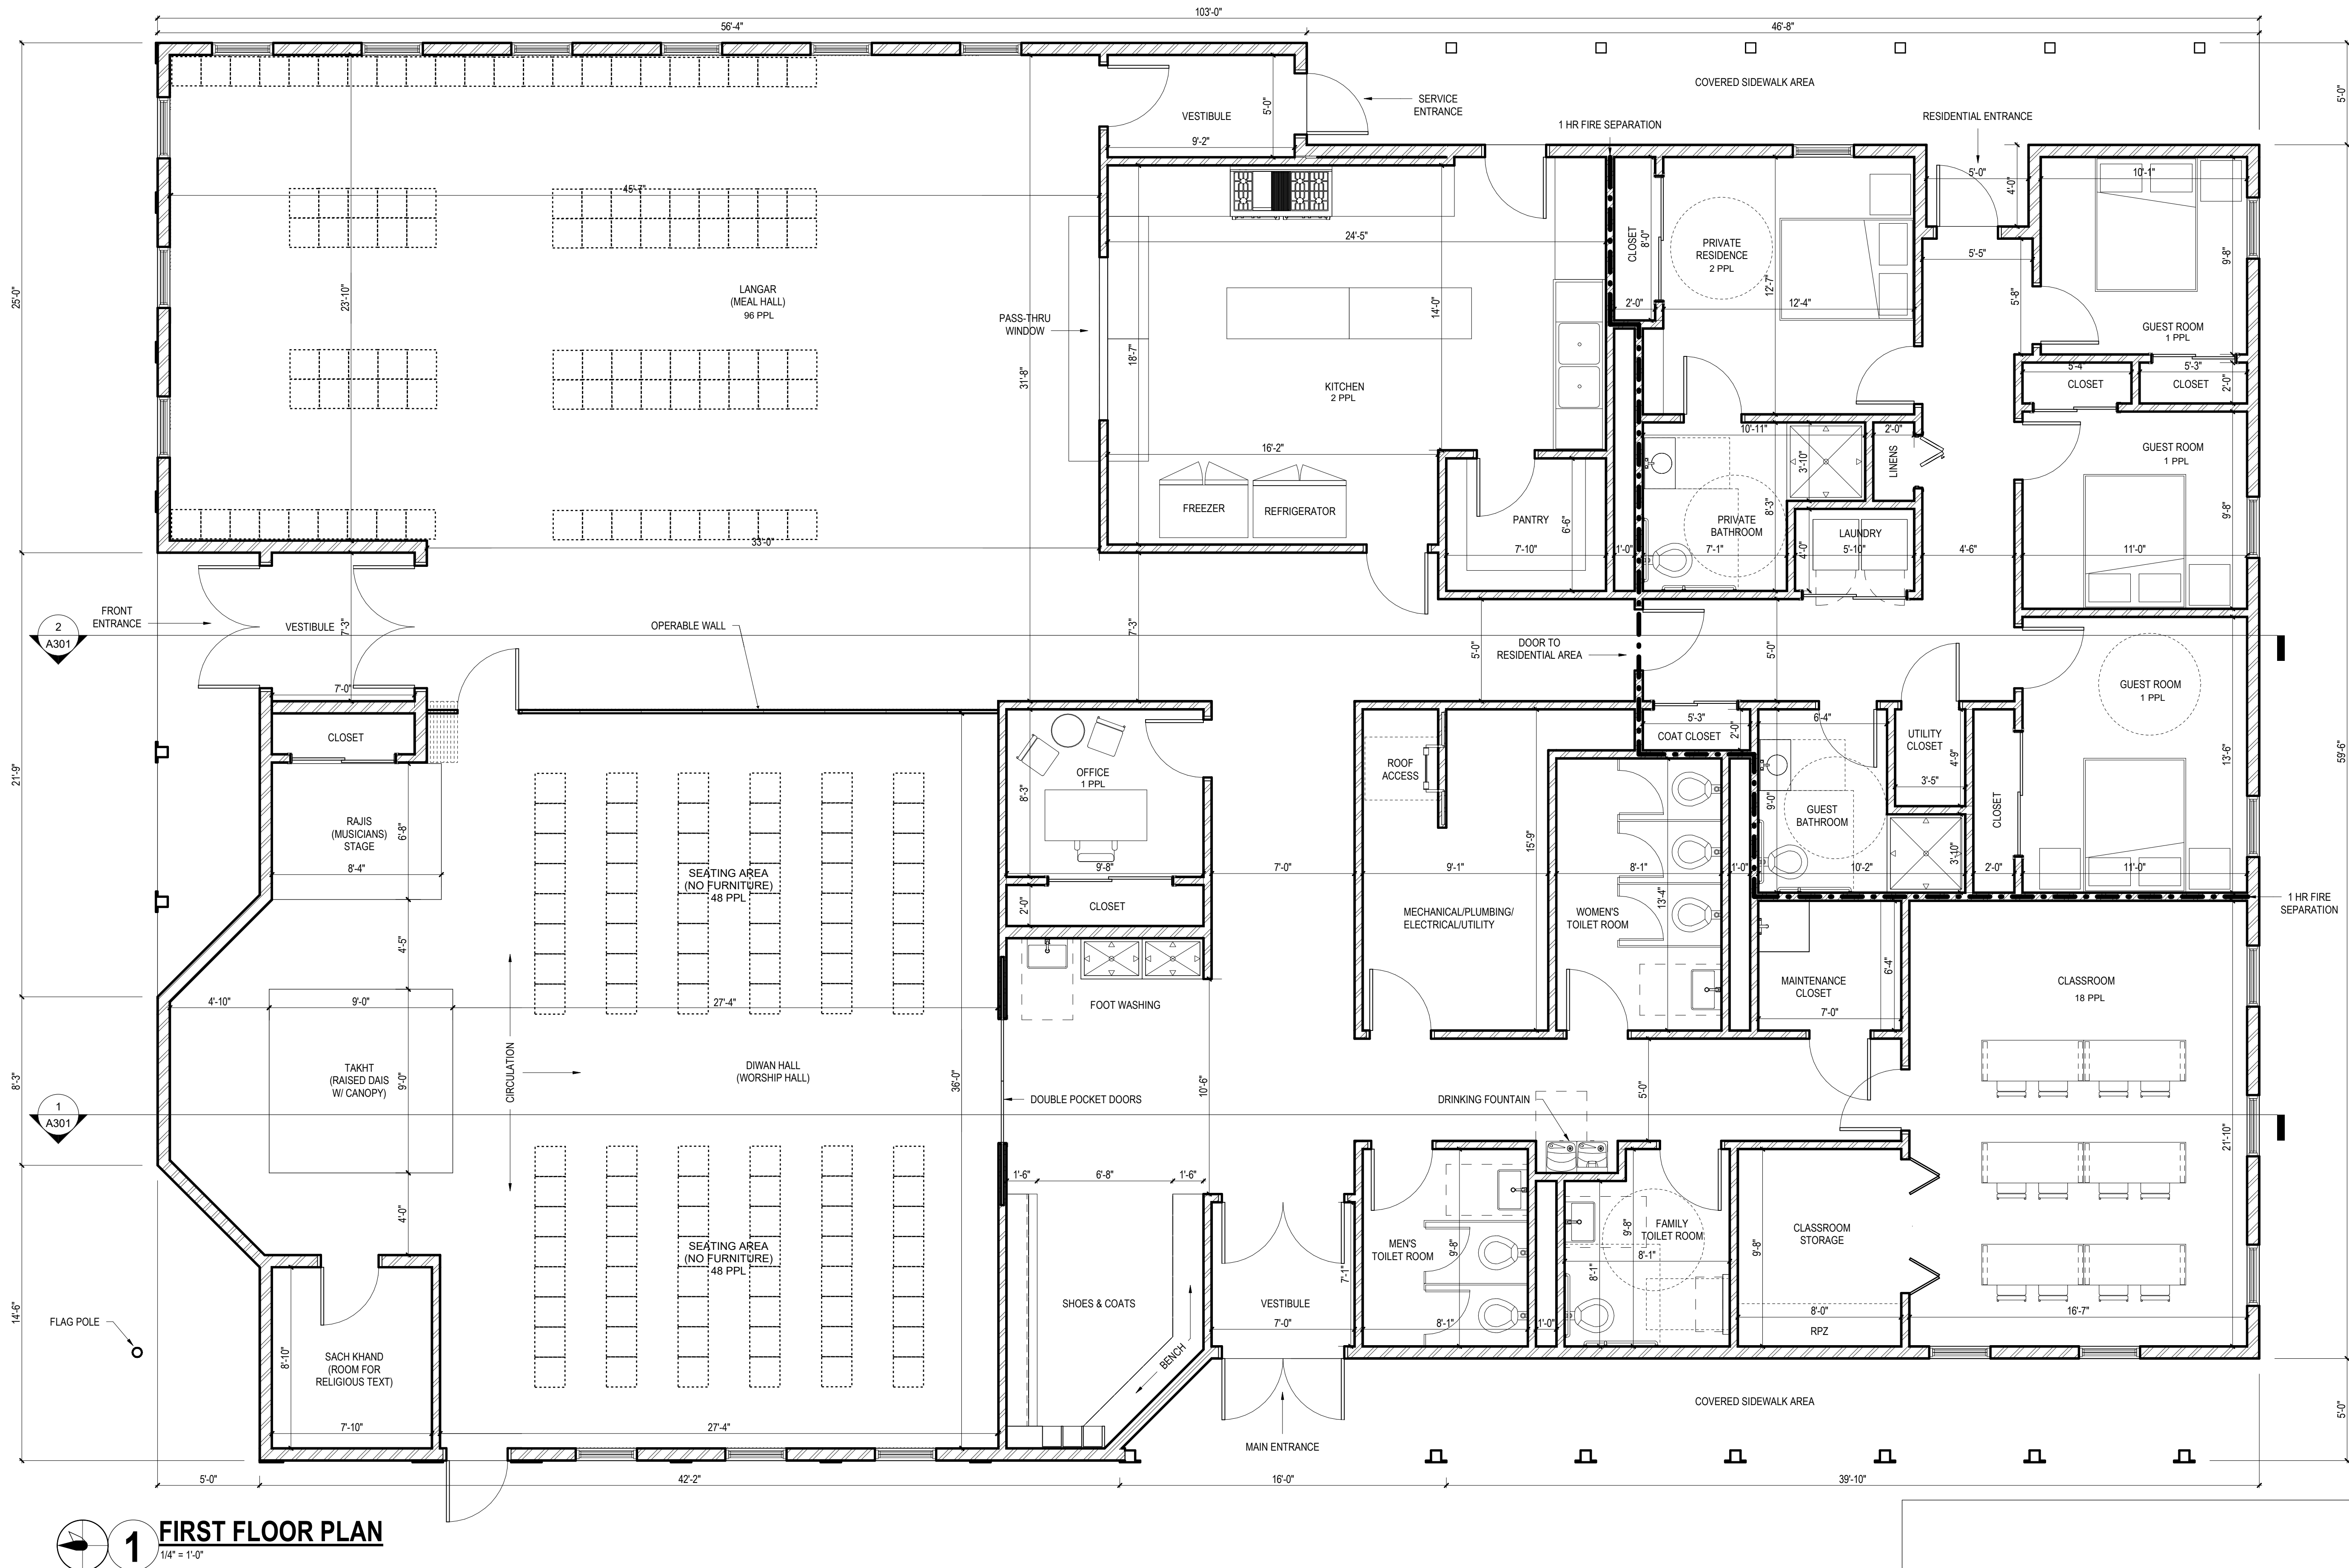 103'-0"
56'-4"
46'-8"
COVERED SIDEWALK AREA
5'-0"
SERVICE
ENTRANCE
VESTIBULE
5'-0"
9'-2"
1 HR FIRE SEPARATION
RESIDENTIAL ENTRANCE
5'-0"
4'-0"
10'-1"
45'-7"
24'-5"
CLOSET
8'-0"
2'-0"
PRIVATE
RESIDENCE
2 PPL
12'-7"
12'-4"
5'-5"
5'-8"
9'-8"
GUEST ROOM
1 PPL
25'-0"
23'-10"
LANGAR
(MEAL HALL)
96 PPL
PASS-THRU
WINDOW
31'-8"
18'-7"
14'-0"
KITCHEN
2 PPL
5'-4"
5'-3"
CLOSET
CLOSET
2'-0"
16'-2"
10'-11"
2'-0"
LINENS
3'-10"
GUEST ROOM
1 PPL
9'-8"
FREEZER
REFRIGERATOR
PANTRY
6'-6"
7'-10"
1'-0"
PRIVATE
BATHROOM
8'-3"
7'-1"
LAUNDRY
5'-10"
4'-0"
4'-6"
11'-0"
33'-0"
FRONT
ENTRANCE
VESTIBULE
7'-3"
7'-0"
OPERABLE WALL
7'-3"
5'-0"
DOOR TO
RESIDENTIAL AREA
5'-0"
2
A301
GUEST ROOM
1 PPL
13'-6"
59'-6"
CLOSET
21'-9"
RAJIS
(MUSICIANS)
STAGE
6'-8"
8'-4"
4'-5"
OFFICE
1 PPL
8'-3"
9'-8"
2'-0"
CLOSET
ROOF
ACCESS
5'-3"
COAT CLOSET
2'-0"
6'-4"
UTILITY
CLOSET
4'-9"
3'-5"
9'-0"
GUEST
BATHROOM
3'-10"
10'-2"
CLOSET
2'-0"
11'-0"
7'-0"
9'-1"
15'-9"
8'-1"
13'-4"
1'-0"
SEATING AREA
(NO FURNITURE)
48 PPL
MECHANICAL/PLUMBING/
ELECTRICAL/UTILITY
WOMEN'S
TOILET ROOM
1 HR FIRE
SEPARATION
MAINTENANCE
CLOSET
6'-4"
7'-0"
CLASSROOM
18 PPL
4'-10"
9'-0"
27'-4"
FOOT WASHING
TAKHT
(RAISED DAIS
W/ CANOPY)
9'-0"
CIRCULATION
DIWAN HALL
(WORSHIP HALL)
36'-0"
DOUBLE POCKET DOORS
10'-6"
DRINKING FOUNTAIN
5'-0"
8'-3"
1
A301
21'-10"
4'-0"
1'-6"
6'-8"
1'-6"
SEATING AREA
(NO FURNITURE)
48 PPL
SHOES & COATS
BENCH
VESTIBULE
7'-1"
7'-0"
MEN'S
TOILET ROOM
9'-8"
8'-1"
1'-0"
FAMILY
TOILET ROOM
9'-8"
8'-1"
8'-1"
CLASSROOM
STORAGE
9'-8"
8'-0"
RPZ
16'-7"
14'-6"
FLAG POLE
SACH KHAND
(ROOM FOR
RELIGIOUS TEXT)
8'-10"
7'-10"
27'-4"
MAIN ENTRANCE
COVERED SIDEWALK AREA
5'-0"
5'-0"
42'-2"
16'-0"
39'-10"
1
FIRST FLOOR PLAN
1/4" = 1'-0"